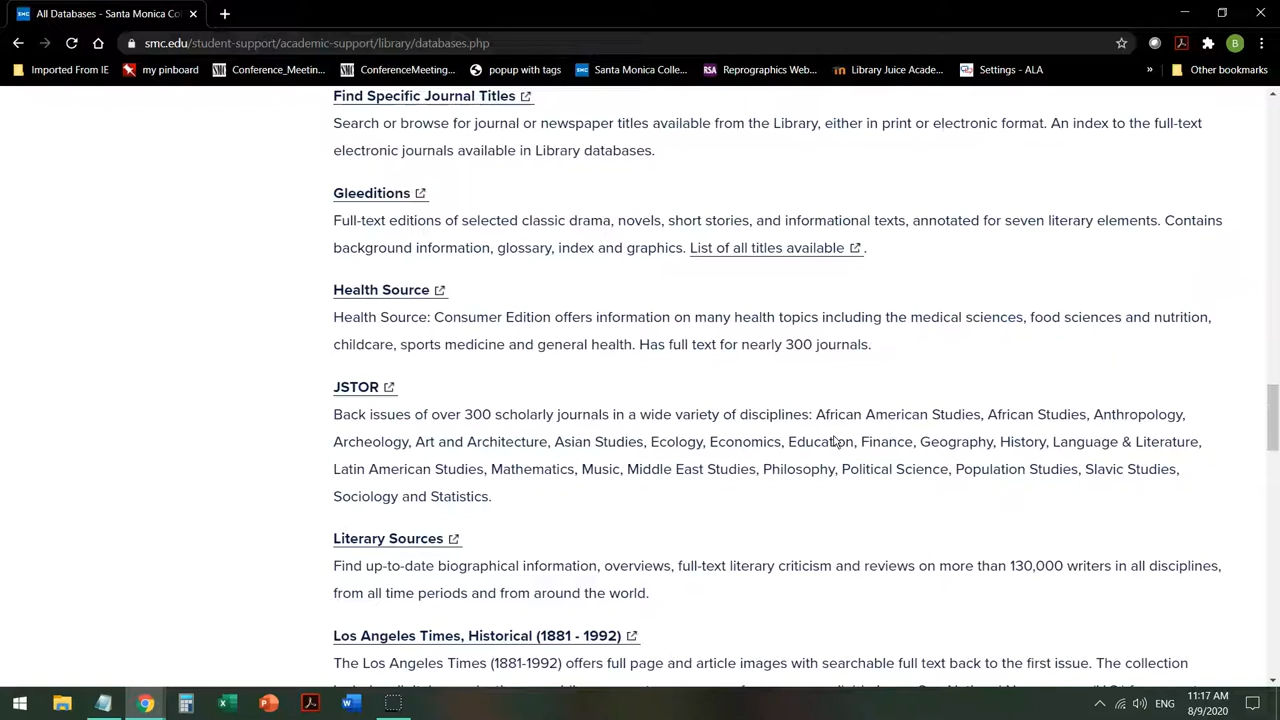 All Databases - Santa Monica Co
smc.edu/student-support/academic-support/library/databases.php
Imported From IE
my pinboard
Conference_Meetin...
ConferenceMeeting...
popup with tags
SMC
Santa Monica Colle...
RSA
Reprographics Web...
Library Juice Acade...
Settings - ALA
»
Other bookmarks
B
Find Specific Journal Titles
Search or browse for journal or newspaper titles available from the Library, either in print or electronic format. An index to the full-text
electronic journals available in Library databases.
Gleeditions
Full-text editions of selected classic drama, novels, short stories, and informational texts, annotated for seven literary elements. Contains
background information, glossary, index and graphics. List of all titles available .
Health Source
Health Source: Consumer Edition offers information on many health topics including the medical sciences, food sciences and nutrition,
childcare, sports medicine and general health. Has full text for nearly 300 journals.
JSTOR
Back issues of over 300 scholarly journals in a wide variety of disciplines: African American Studies, African Studies, Anthropology,
Archeology, Art and Architecture, Asian Studies, Ecology, Economics, Education, Finance, Geography, History, Language & Literature,
Latin American Studies, Mathematics, Music, Middle East Studies, Philosophy, Political Science, Population Studies, Slavic Studies,
Sociology and Statistics.
Literary Sources
Find up-to-date biographical information, overviews, full-text literary criticism and reviews on more than 130,000 writers in all disciplines,
from all time periods and from around the world.
Los Angeles Times, Historical (1881 - 1992)
The Los Angeles Times (1881-1992) offers full page and article images with searchable full text back to the first issue. The collection
ENG
11:17 AM
8/9/2020